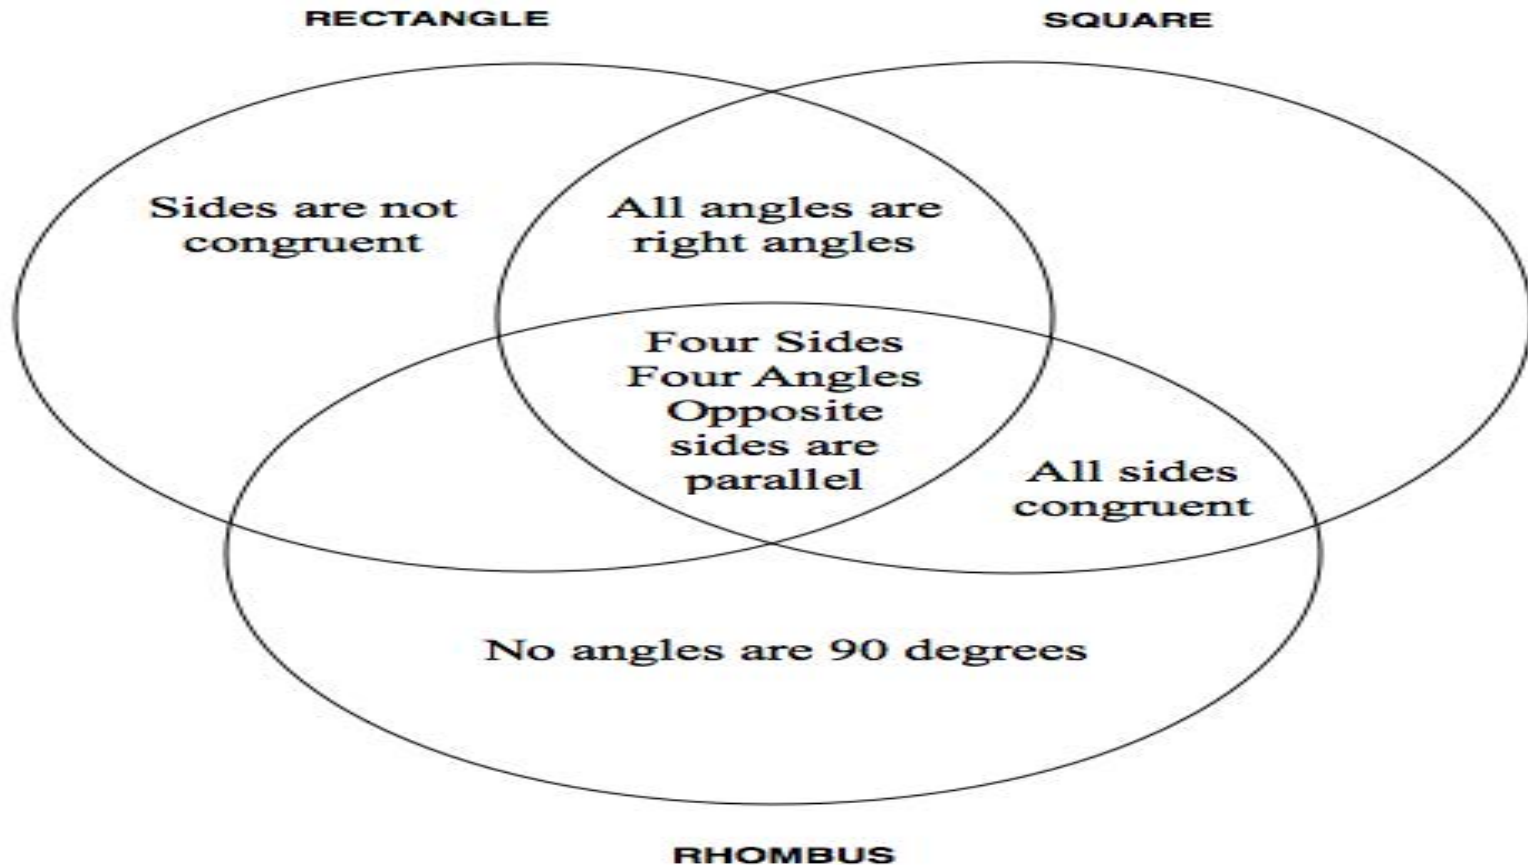 RECTANGLE
SQUARE
Sides are not
congruent
All angles are
right angles
Four Sides
Four Angles
Opposite
sides are
parallel
All sides
congruent
No angles are 90 degrees
RHOMBUS